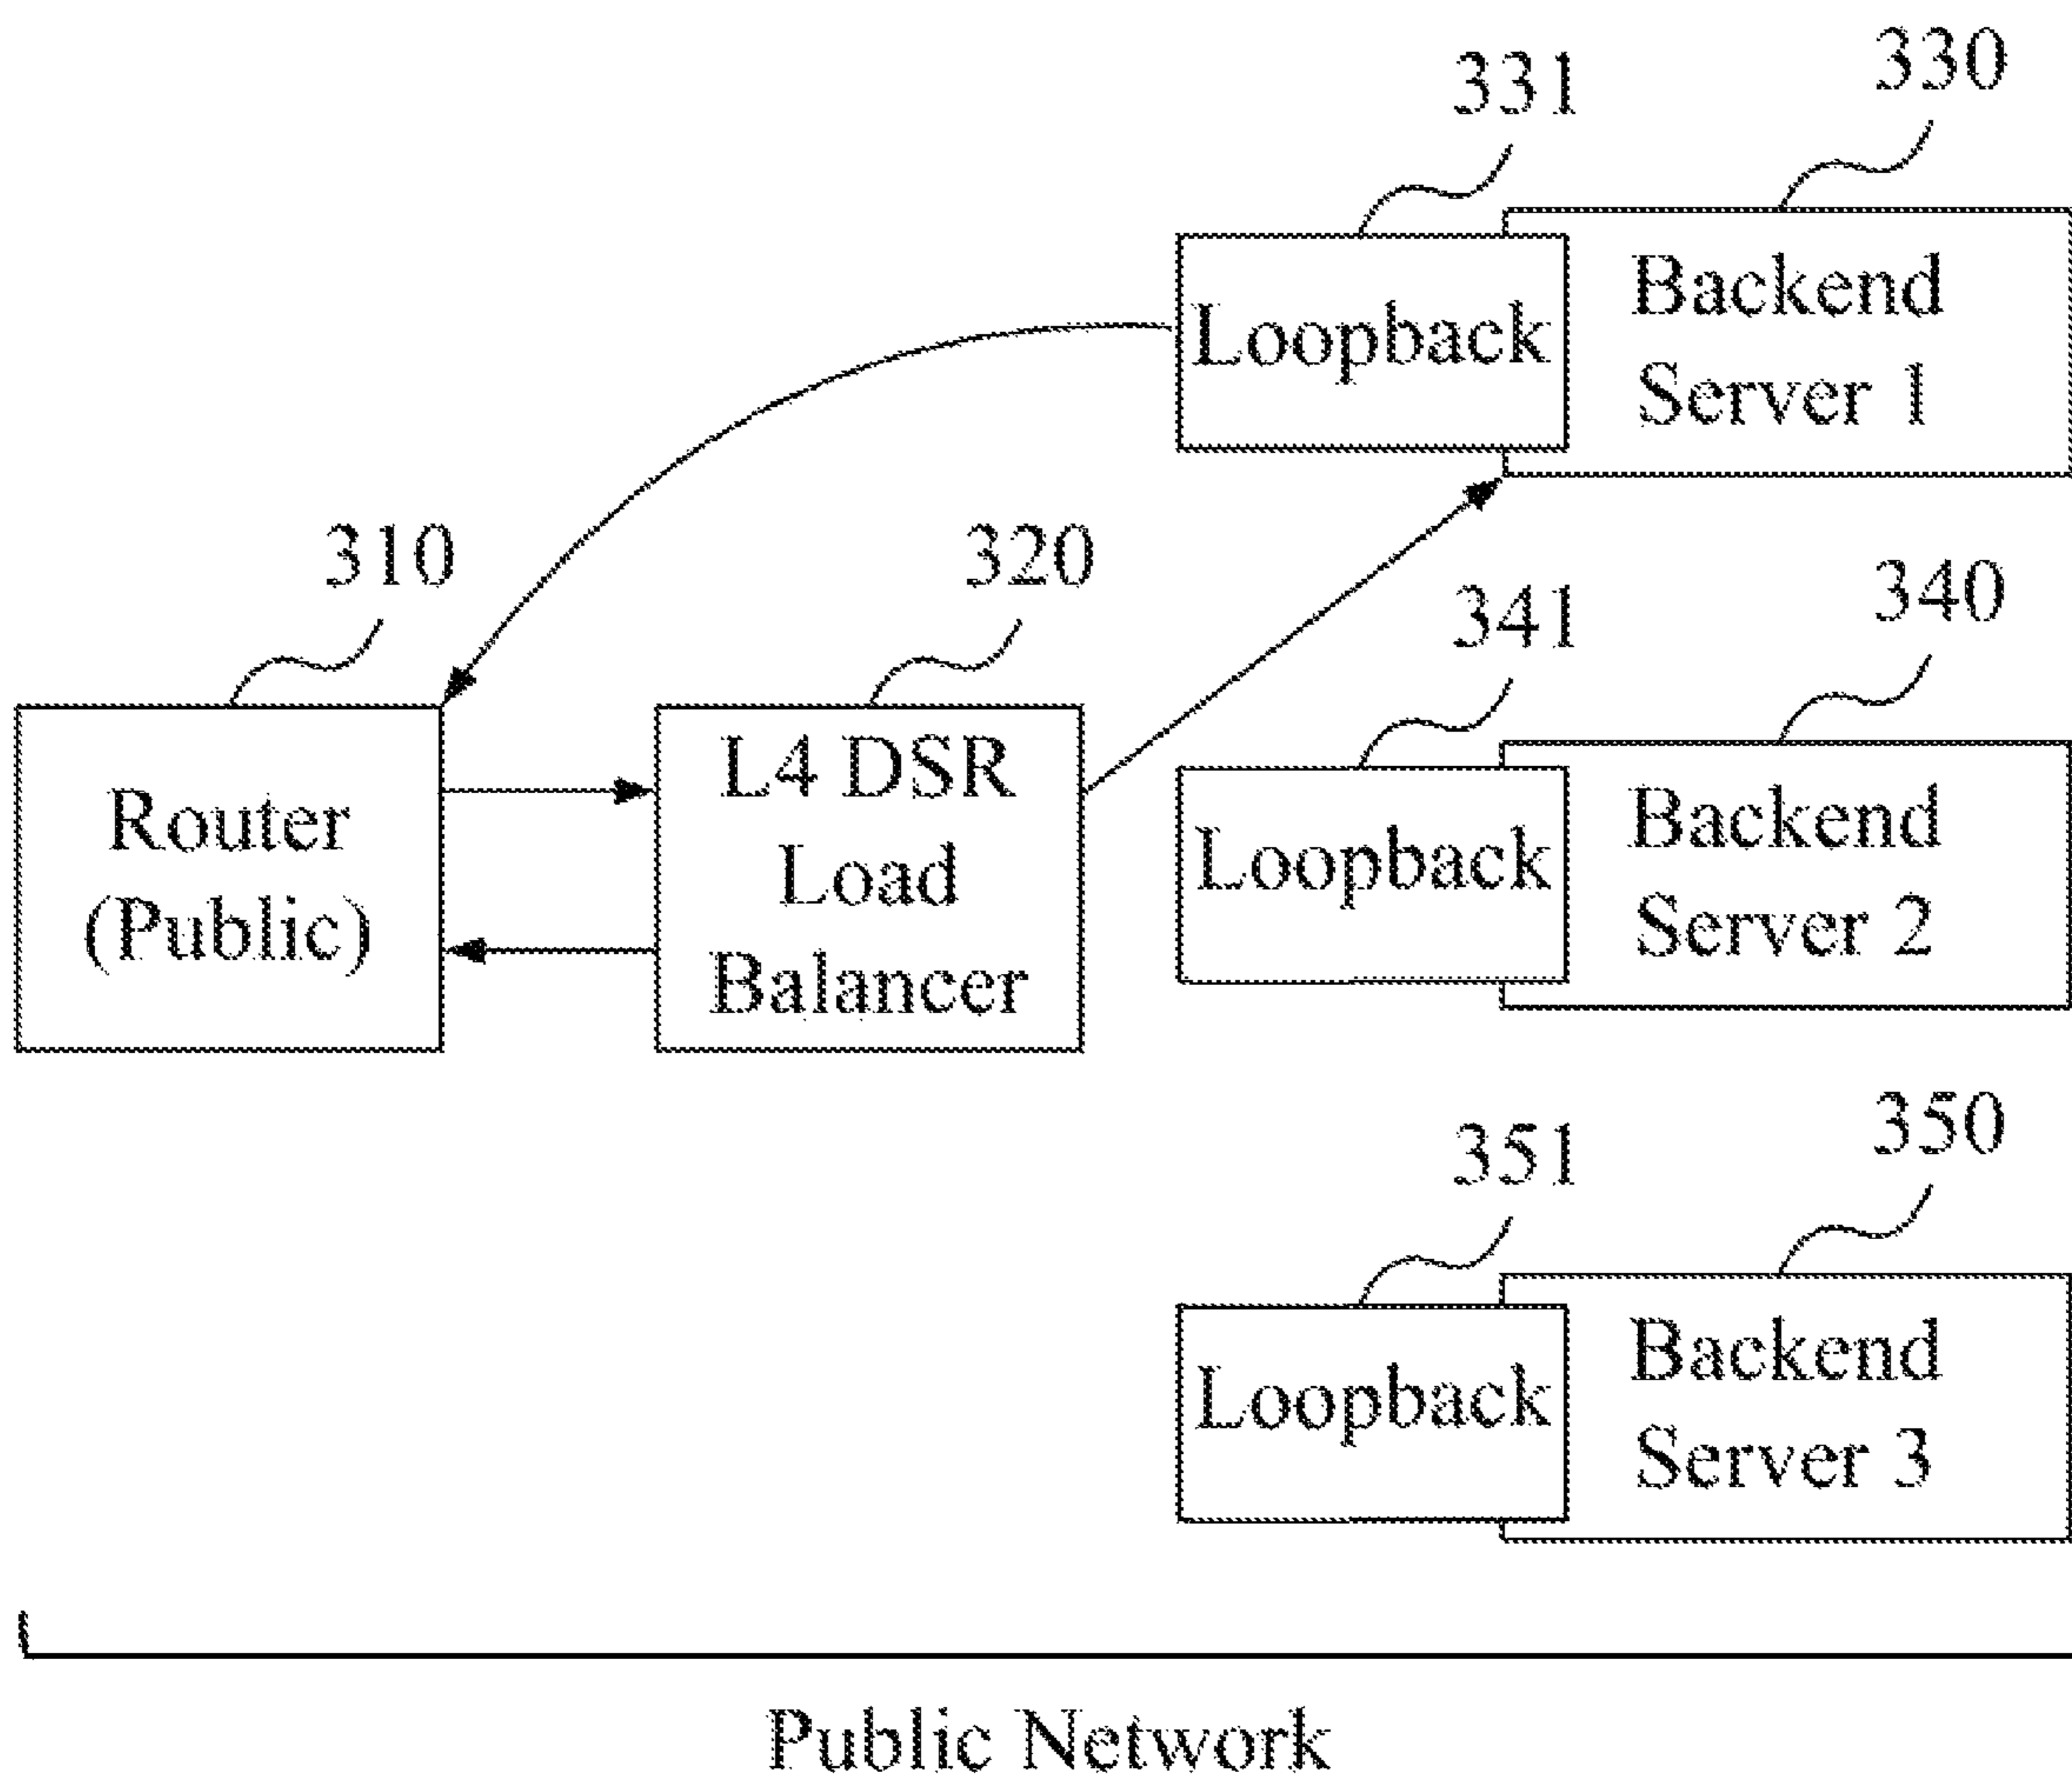 330
331
Backend
Server 1
Loopback
310
320
340
341
Router
(Public)
L4 DSR
Load
Balancer
Backend
Server 2
Loopback
350
351
Backend
Server 3
Loopback
Public Network